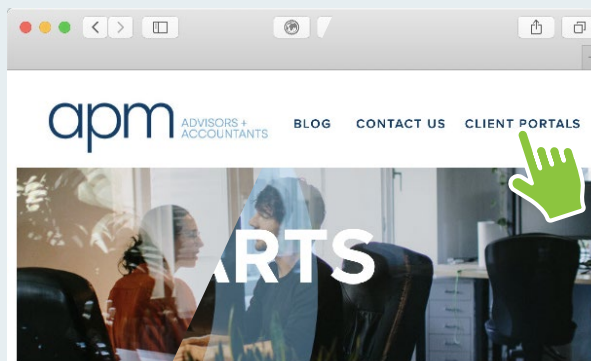 apm
ADVISORS +
ACCOUNTANTS
BLOG CONTACT US CLIENT PORTALS
ARTS